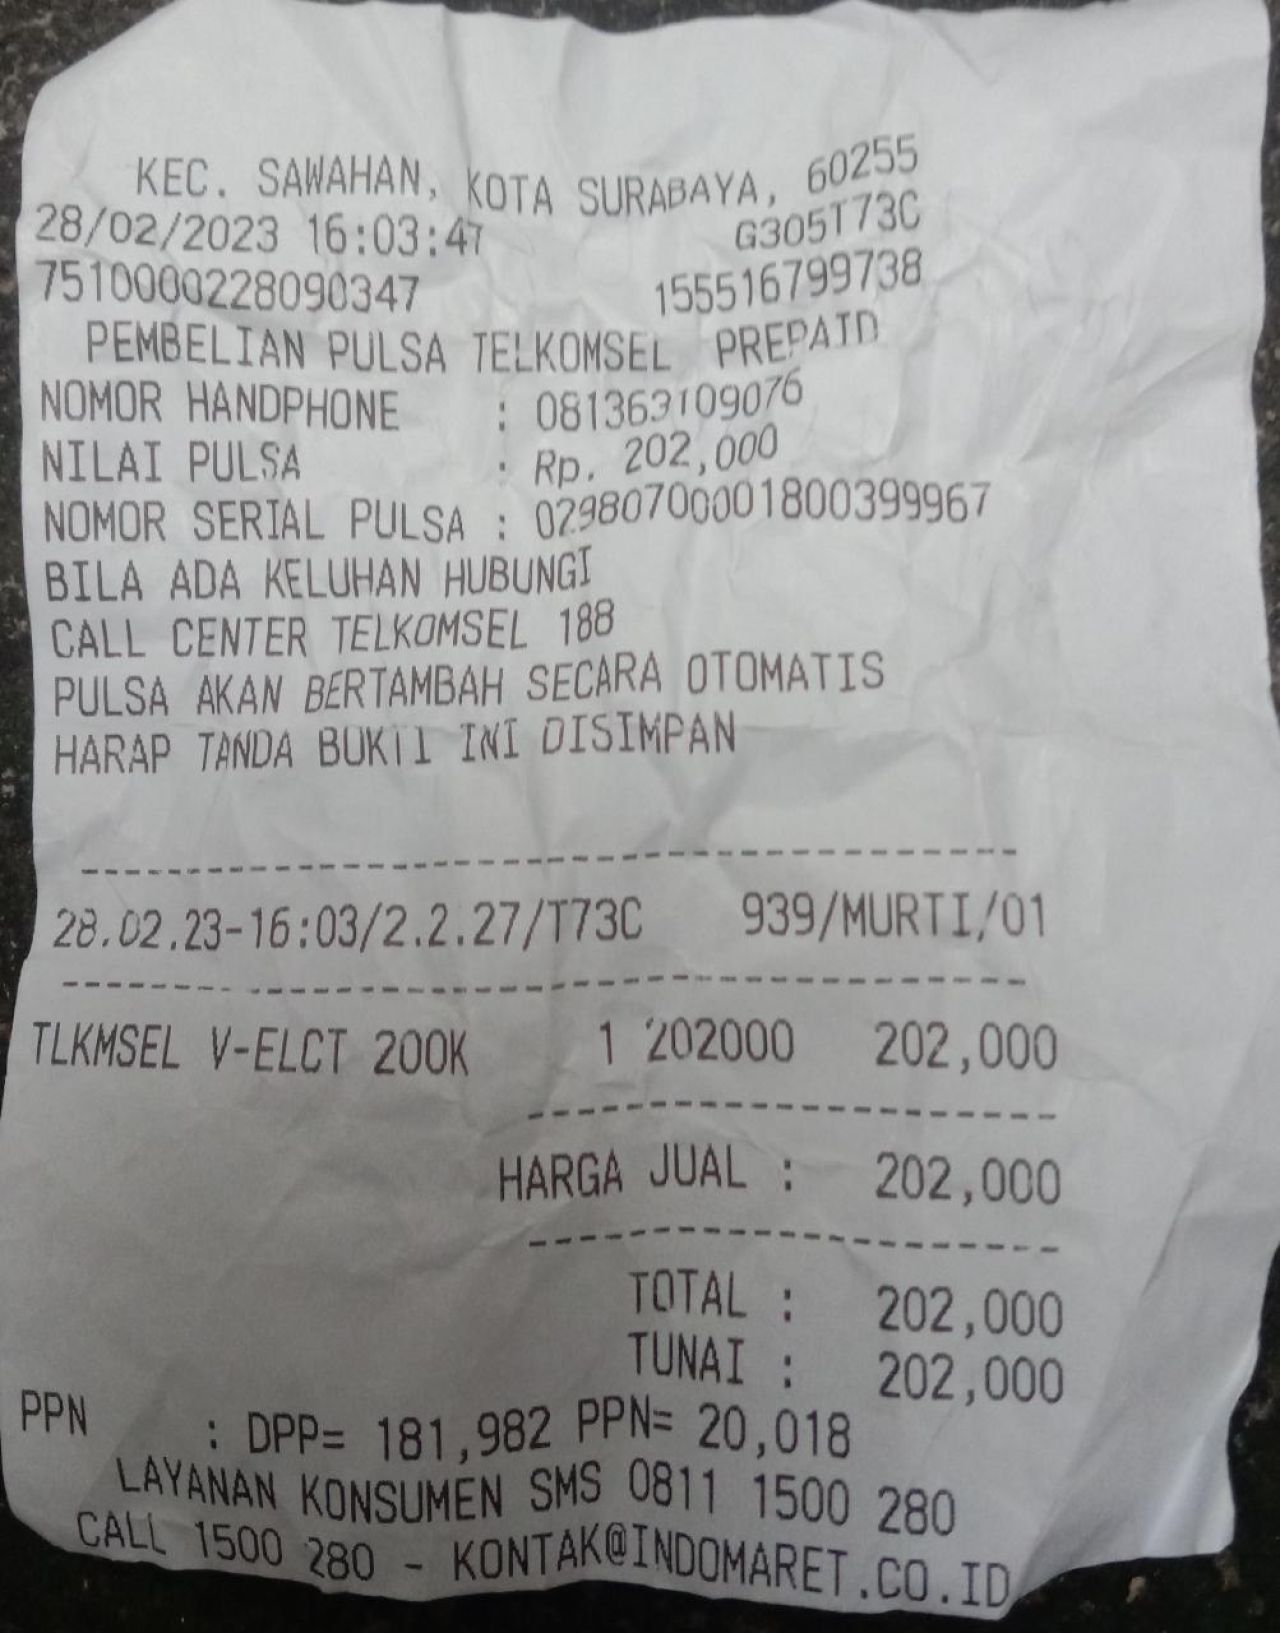 KEC. SAWAHAN, KOTA SURABAYA, 60255
28/02/2023 16:03:47 G305T73C
7510000228090347 155516799738
PEMBELIAN PULSA TELKOMSEL PREPAID
NOMOR HANDPHONE : 081363109076
NILAI PULSA : Rp. 202,000
NOMOR SERIAL PULSA : 02980700001800399967
BILA ADA KELUHAN HUBUNGI
CALL CENTER TELKOMSEL 188
PULSA AKAN BERTAMBAH SECARA OTOMATIS
HARAP TANDA BUKTI INI DISIMPAN
----------------------------------------
28.02.23-16:03/2.2.27/T73C 939/MURTI/01
----------------------------------------
TLKMSEL V-ELCT 200K 1 202000 202,000
----------------------
HARGA JUAL : 202,000
----------------------
TOTAL : 202,000
TUNAI : 202,000
PPN : DPP= 181,982 PPN= 20,018
LAYANAN KONSUMEN SMS 0811 1500 280
CALL 1500 280 - KONTAK@INDOMARET.CO.ID